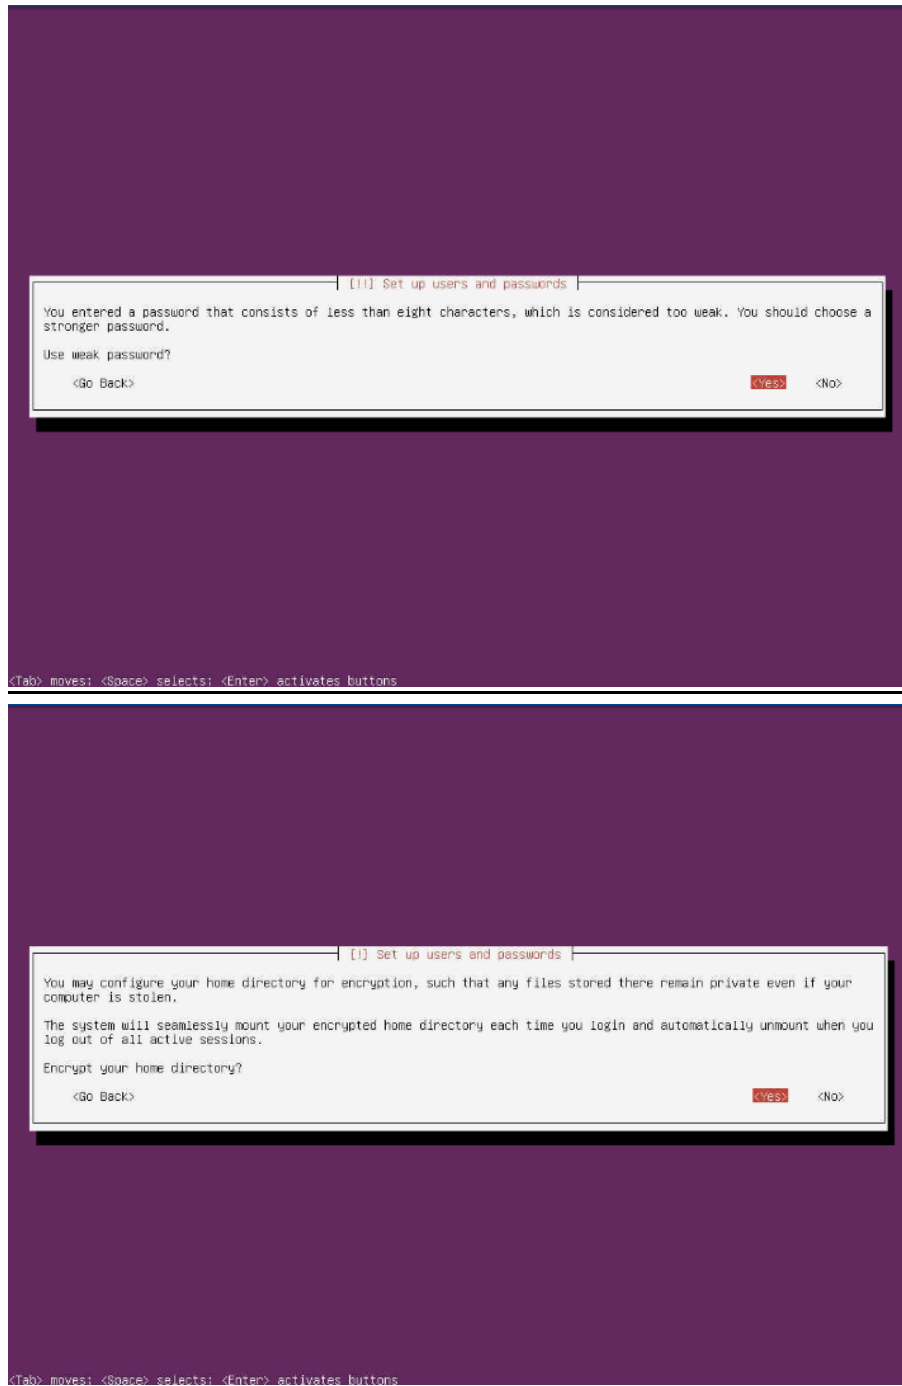 [!!] Set up users and passwords
You entered a password that consists of less than eight characters, which is considered too weak. You should choose a
stronger password.
Use weak password?
<Go Back> <Yes> <No>
<Tab> moves; <Space> selects; <Enter> activates buttons
[!] Set up users and passwords
You may configure your home directory for encryption, such that any files stored there remain private even if your
computer is stolen.
The system will seamlessly mount your encrypted home directory each time you login and automatically unmount when you
log out of all active sessions.
Encrypt your home directory?
<Go Back> <Yes> <No>
<Tab> moves; <Space> selects; <Enter> activates buttons